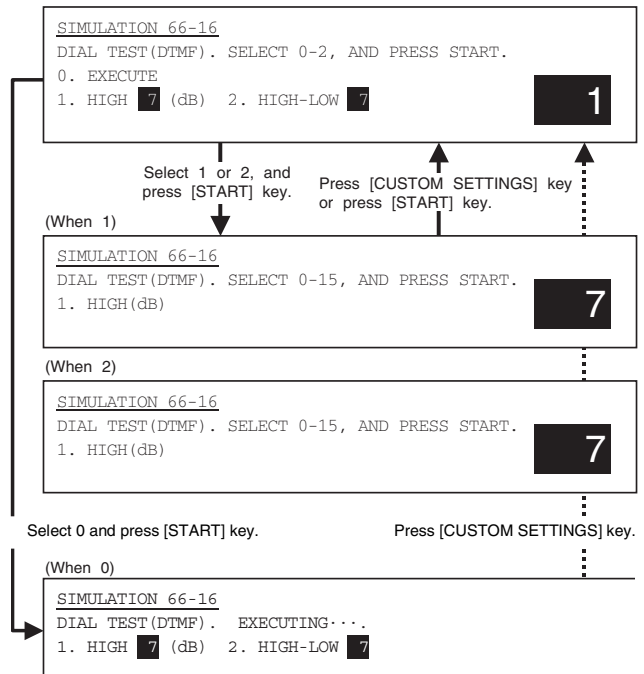 SIMULATION 66-16
DIAL TEST(DTMF). SELECT 0-2, AND PRESS START.
0. EXECUTE
1. HIGH 7 (dB) 2. HIGH-LOW 7
1
Select 1 or 2, and
press [START] key.
Press [CUSTOM SETTINGS] key
or press [START] key.
(When 1)
SIMULATION 66-16
DIAL TEST(DTMF). SELECT 0-15, AND PRESS START.
1. HIGH(dB)
7
(When 2)
SIMULATION 66-16
DIAL TEST(DTMF). SELECT 0-15, AND PRESS START.
1. HIGH(dB)
7
Select 0 and press [START] key.
Press [CUSTOM SETTINGS] key.
(When 0)
SIMULATION 66-16
DIAL TEST(DTMF). EXECUTING···.
1. HIGH 7 (dB) 2. HIGH-LOW 7